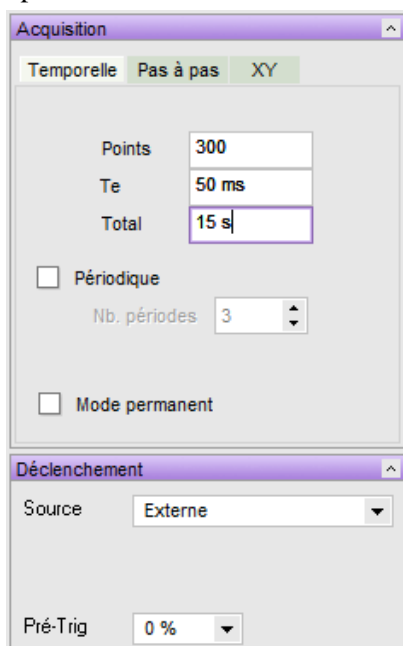 Acquisition
Temporelle Pas à pas XY
Points 300
Te 50 ms
Total 15 s
Périodique
Nb. périodes 3
Mode permanent
Déclenchement
Source Externe
Pré-Trig 0 %